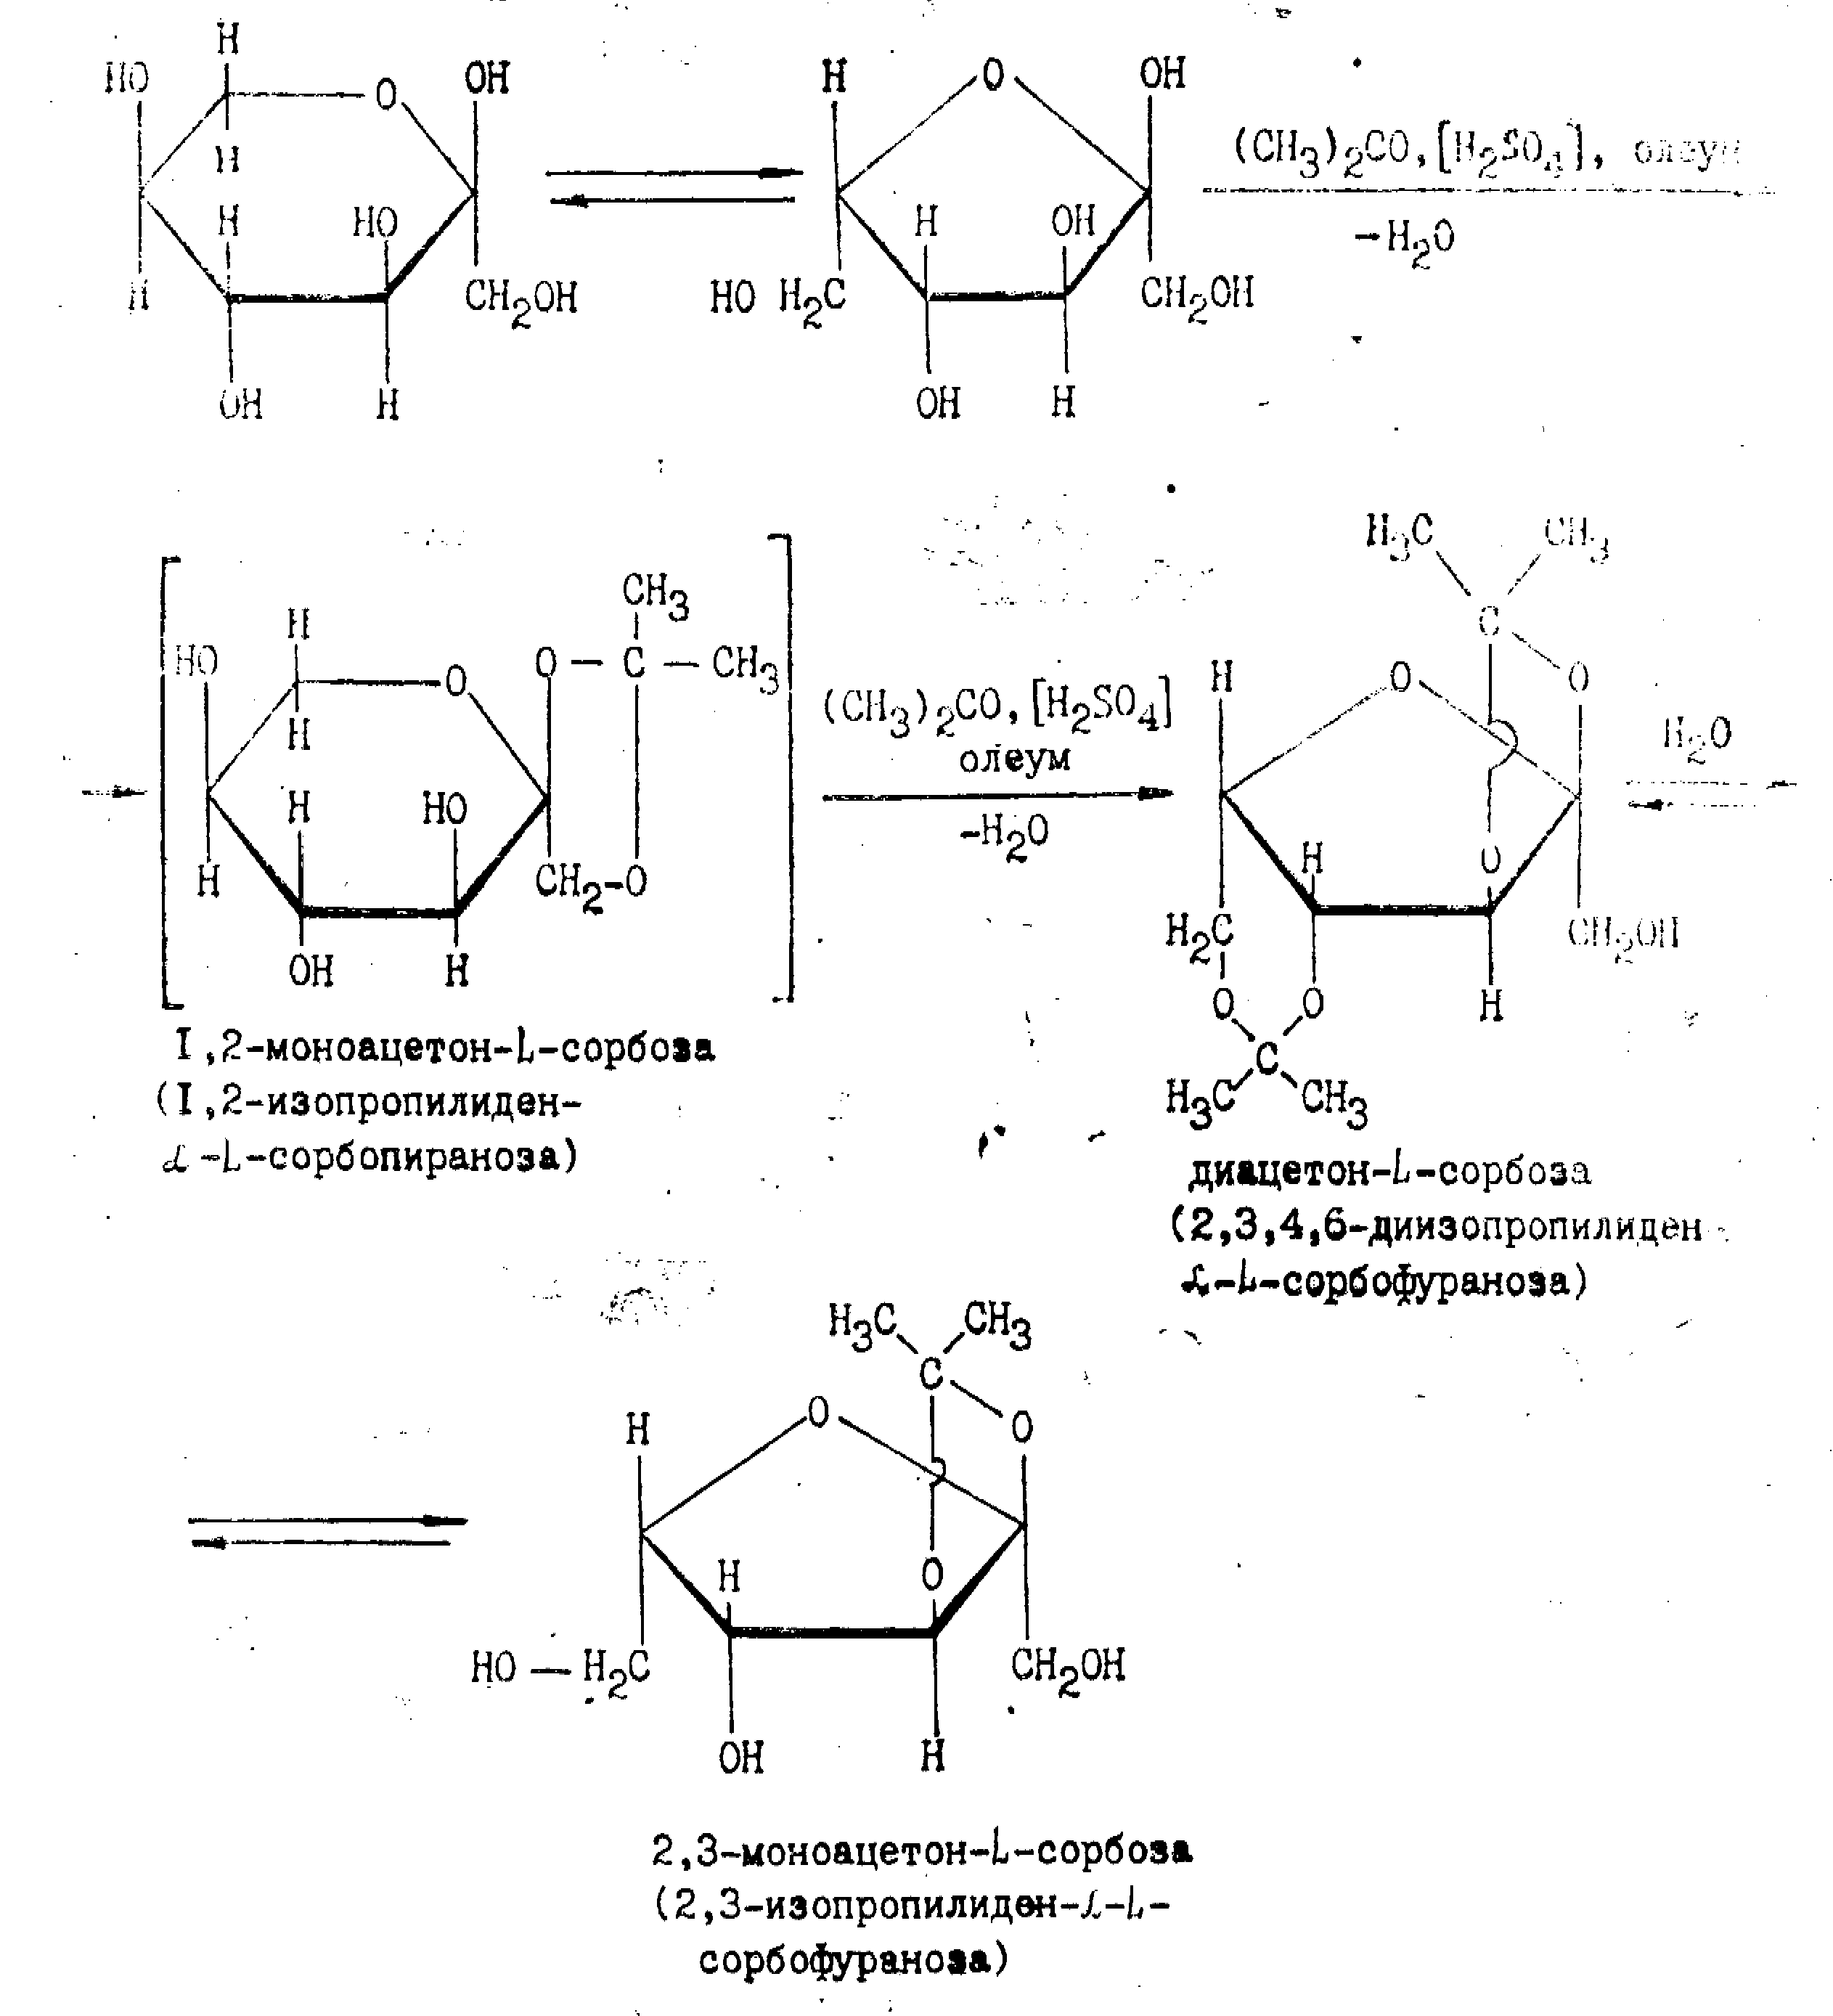 H
HO
O
OH
H
H
HO
H
CH₂OH
OH
H
H
O
OH
H
OH
HO H₂C
CH₂OH
OH
H
(CH₃)₂CO,[H₂SO₄], олеум
-H₂O
CH₃
H
HO
O
O – C – CH₃
H
H
HO
H
CH₂-O
OH
H
I,2-моноацетон-L-сорбоза
(I,2-изопропилиден-
α-L-сорбопираноза)
(CH₃)₂CO,[H₂SO₄]
олеум
-H₂O
H₃C
CH₃
C
H
O
O
H
O
H₂C
CH₂OH
O
O
H
C
H₃C
CH₃
диацетон-L-сорбоза
(2,3,4,6-диизопропилиден
α-L-сорбофураноза)
H₂O
H₃C
CH₃
C
H
O
O
H
O
HO – H₂C
CH₂OH
OH
H
2,3-моноацетон-L-сорбоза
(2,3-изопропилиден-α-L-
сорбофураноза)